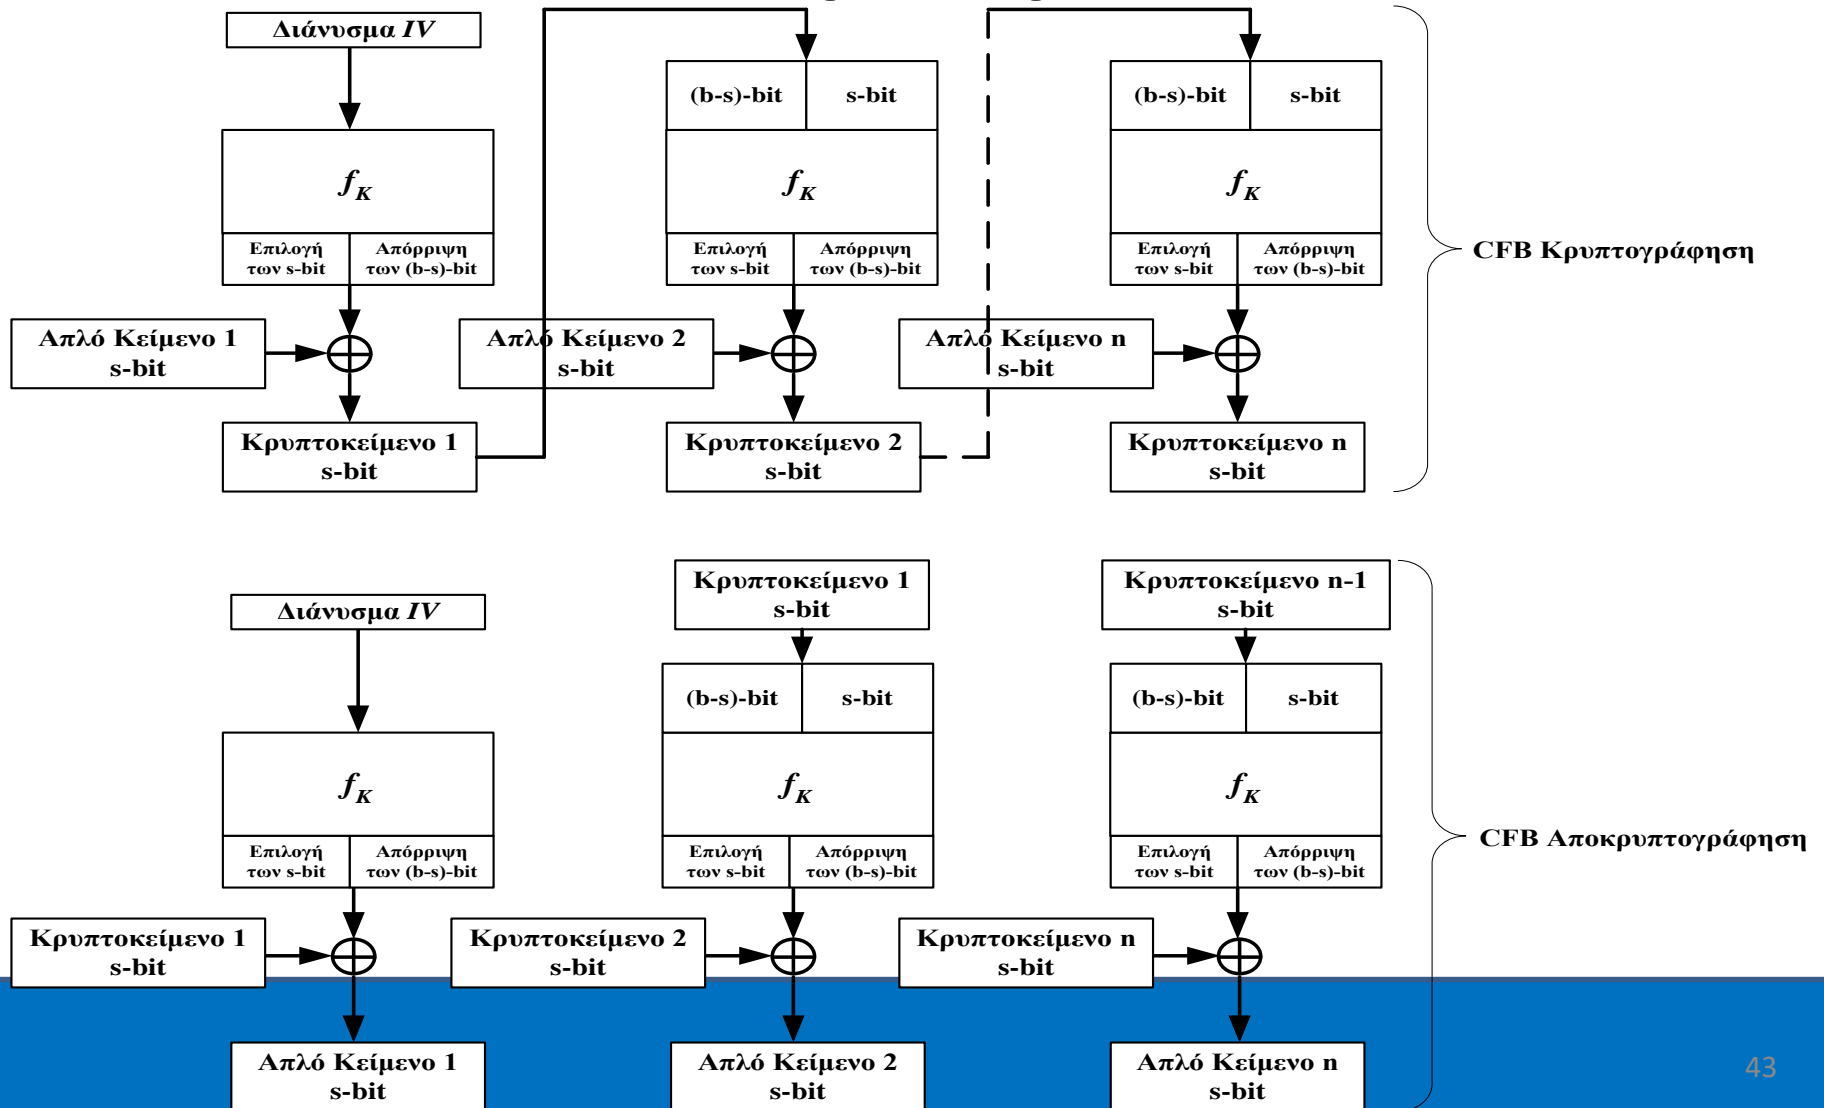 Διάνυσμα IV
(b-s)-bit s-bit
(b-s)-bit s-bit
f_K
f_K
f_K
Επιλογή των s-bit
Απόρριψη των (b-s)-bit
Επιλογή των s-bit
Απόρριψη των (b-s)-bit
Επιλογή των s-bit
Απόρριψη των (b-s)-bit
CFB Κρυπτογράφηση
Απλό Κείμενο 1
s-bit
Απλό Κείμενο 2
s-bit
Απλό Κείμενο n
s-bit
Κρυπτοκείμενο 1
s-bit
Κρυπτοκείμενο 2
s-bit
Κρυπτοκείμενο n
s-bit
Διάνυσμα IV
Κρυπτοκείμενο 1
s-bit
Κρυπτοκείμενο n-1
s-bit
(b-s)-bit s-bit
(b-s)-bit s-bit
f_K
f_K
f_K
Επιλογή των s-bit
Απόρριψη των (b-s)-bit
Επιλογή των s-bit
Απόρριψη των (b-s)-bit
Επιλογή των s-bit
Απόρριψη των (b-s)-bit
CFB Αποκρυπτογράφηση
Κρυπτοκείμενο 1
s-bit
Κρυπτοκείμενο 2
s-bit
Κρυπτοκείμενο n
s-bit
Απλό Κείμενο 1
s-bit
Απλό Κείμενο 2
s-bit
Απλό Κείμενο n
s-bit
43